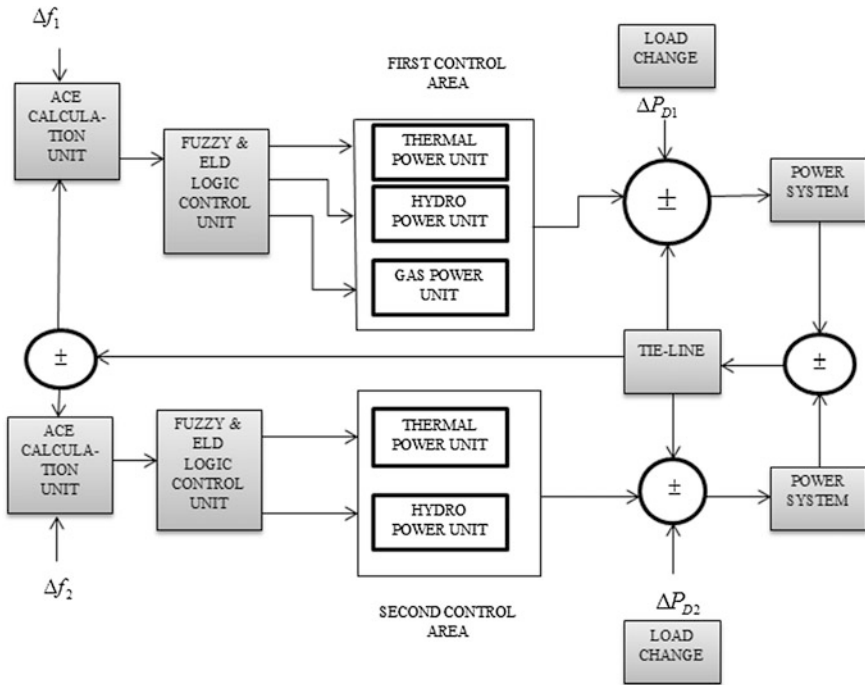 Δf1
LOAD
CHANGE
FIRST CONTROL
AREA
ACE
CALCULA-
TION
UNIT
ΔPD1
FUZZY &
ELD
LOGIC
CONTROL
UNIT
THERMAL
POWER UNIT
HYDRO
POWER UNIT
GAS POWER
UNIT
±
POWER
SYSTEM
±
TIE-LINE
±
ACE
CALCULA-
TION
UNIT
FUZZY &
ELD
LOGIC
CONTROL
UNIT
THERMAL
POWER UNIT
HYDRO
POWER UNIT
±
POWER
SYSTEM
Δf2
SECOND CONTROL
AREA
ΔPD2
LOAD
CHANGE